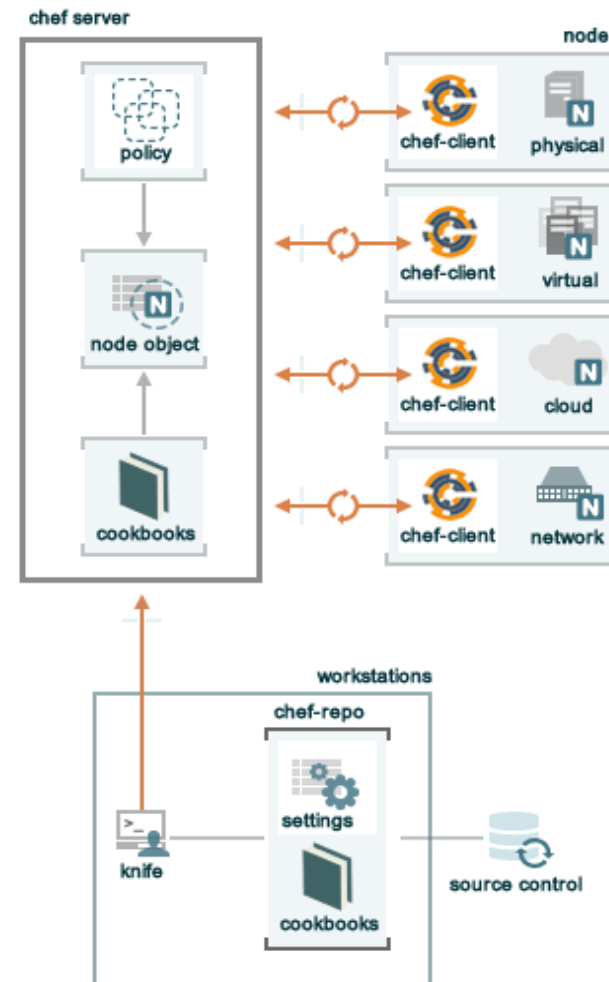 chef server
node
policy
chef-client
physical
N
chef-client
virtual
N
node object
N
chef-client
cloud
N
cookbooks
chef-client
network
N
workstations
chef-repo
settings
>_
knife
source control
cookbooks